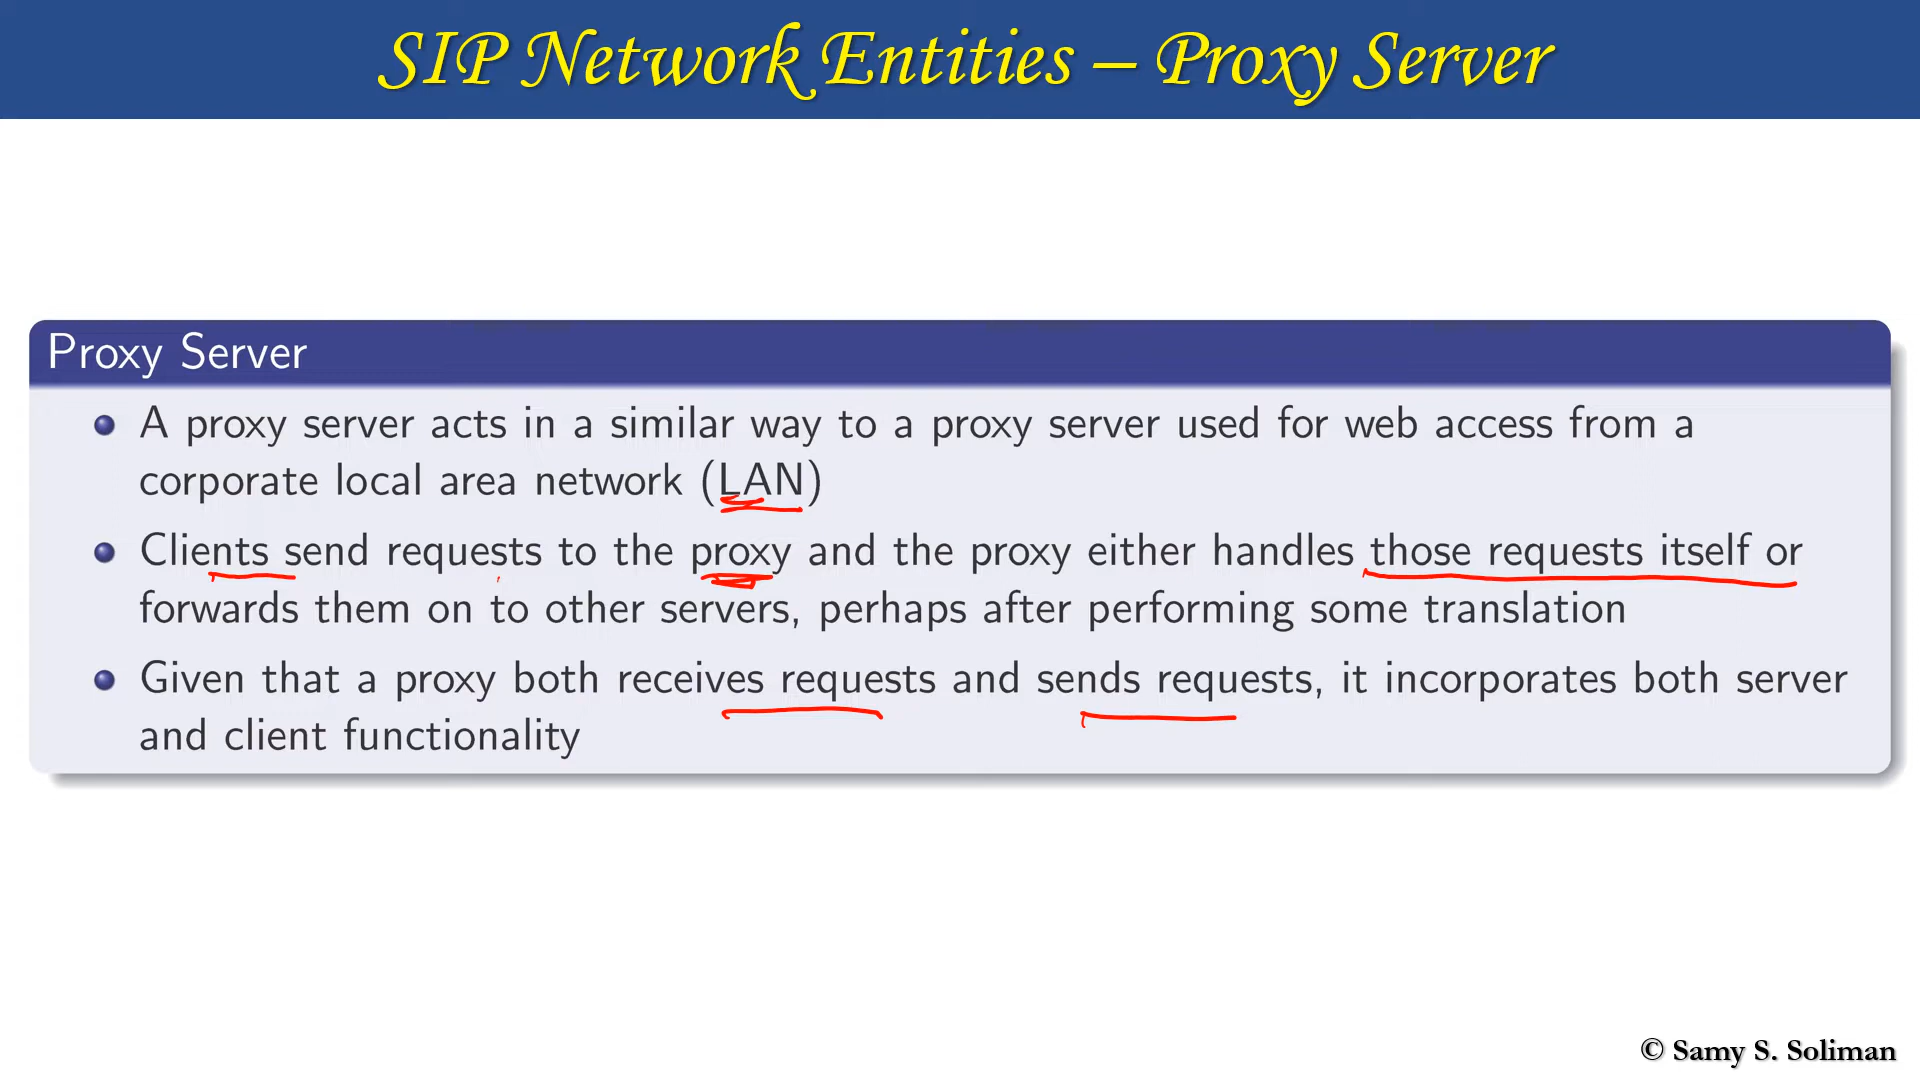 SIP Network Entities – Proxy Server
Proxy Server
A proxy server acts in a similar way to a proxy server used for web access from a
corporate local area network (LAN)
Clients send requests to the proxy and the proxy either handles those requests itself or
forwards them on to other servers, perhaps after performing some translation
Given that a proxy both receives requests and sends requests, it incorporates both server
and client functionality
© Samy S. Soliman